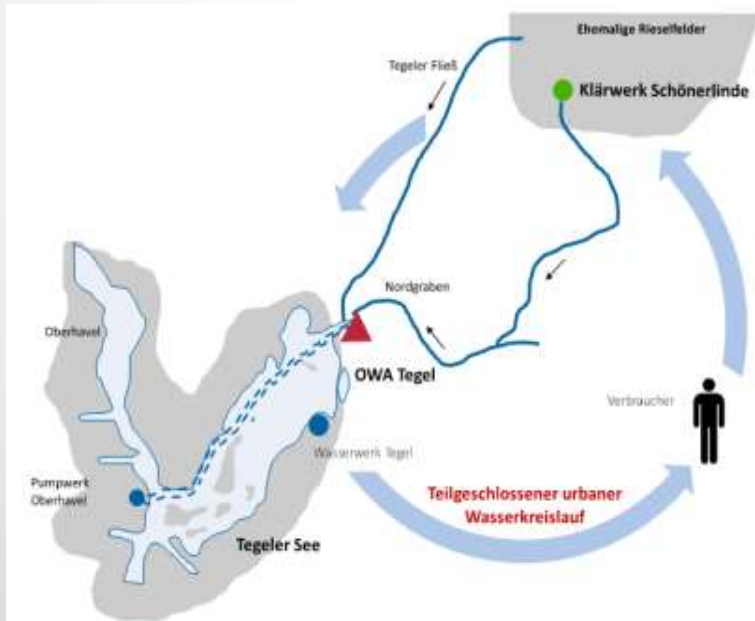 Ehemalige Rieselfelder
Tegeler Fließ
Klärwerk Schönerlinde
Nordgraben
Oberhavel
OWA Tegel
Verbraucher
Wasserwerk Tegel
Pumpwerk
Oberhavel
Teilgeschlossener urbaner
Wasserkreislauf
Tegeler See